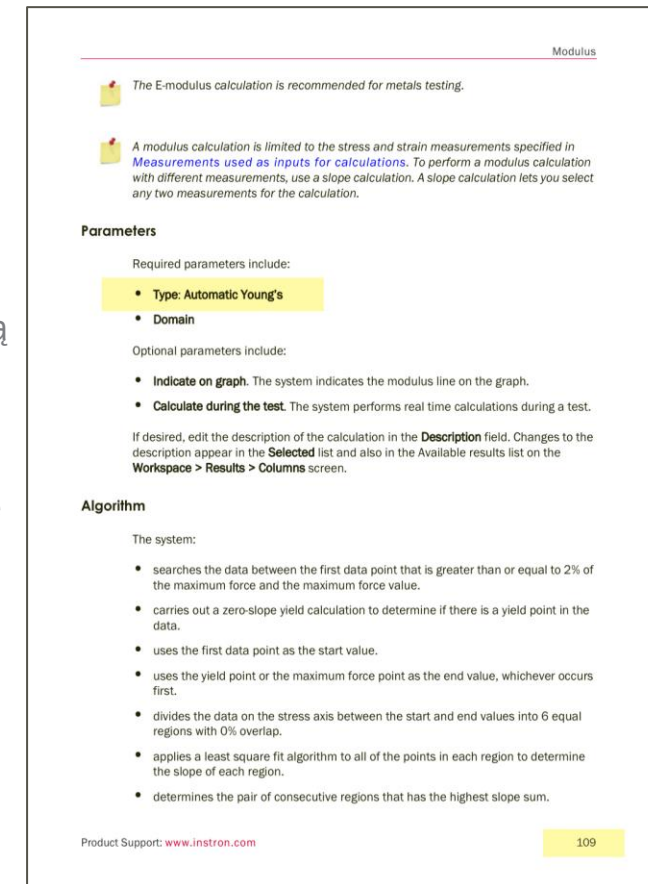 Modulus
The E-modulus calculation is recommended for metals testing.
A modulus calculation is limited to the stress and strain measurements specified in
Measurements used as inputs for calculations. To perform a modulus calculation
with different measurements, use a slope calculation. A slope calculation lets you select
any two measurements for the calculation.
Parameters
Required parameters include:
• Type: Automatic Young's
• Domain
Optional parameters include:
• Indicate on graph. The system indicates the modulus line on the graph.
• Calculate during the test. The system performs real time calculations during a test.
If desired, edit the description of the calculation in the Description field. Changes to the
description appear in the Selected list and also in the Available results list on the
Workspace > Results > Columns screen.
Algorithm
The system:
• searches the data between the first data point that is greater than or equal to 2% of
the maximum force and the maximum force value.
• carries out a zero-slope yield calculation to determine if there is a yield point in the
data.
• uses the first data point as the start value.
• uses the yield point or the maximum force point as the end value, whichever occurs
first.
• divides the data on the stress axis between the start and end values into 6 equal
regions with 0% overlap.
• applies a least square fit algorithm to all of the points in each region to determine
the slope of each region.
• determines the pair of consecutive regions that has the highest slope sum.
Product Support: www.instron.com 109